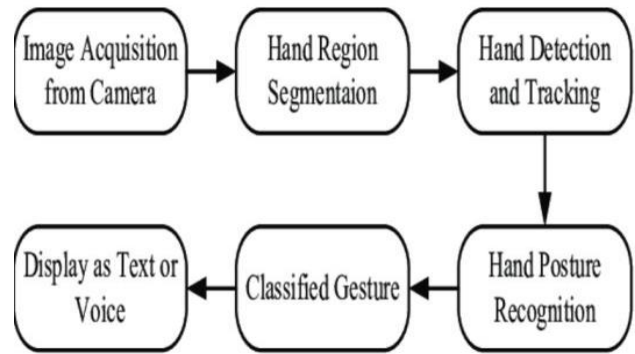 Image Acquisition
from Camera
Hand Region
Segmentaion
Hand Detection
and Tracking
Hand Posture
Recognition
Classified Gesture
Display as Text or
Voice